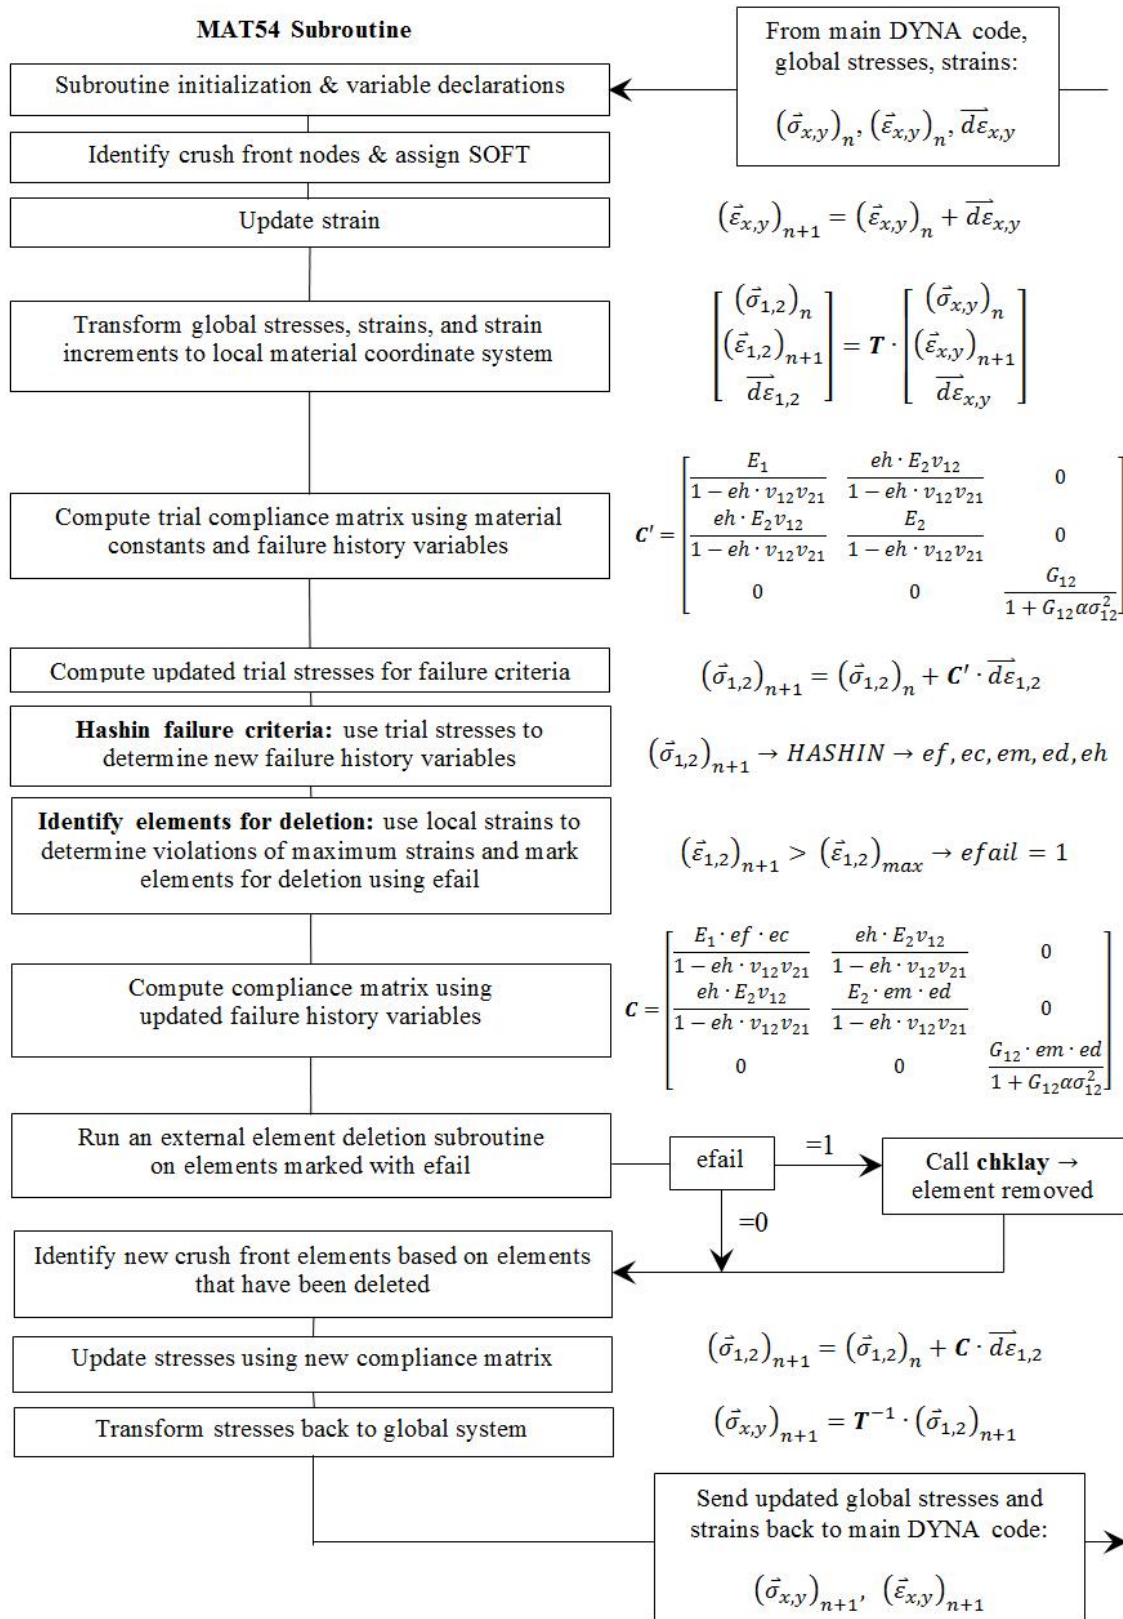 MAT54 Subroutine
From main DYNA code,
global stresses, strains:
(σ⃗x,y)n, (ε⃗x,y)n, dε⃗x,y
Subroutine initialization & variable declarations
Identify crush front nodes & assign SOFT
Update strain
(ε⃗x,y)n+1 = (ε⃗x,y)n + dε⃗x,y
Transform global stresses, strains, and strain
increments to local material coordinate system
[(σ⃗1,2)n; (ε⃗1,2)n+1; dε⃗1,2] = T · [(σ⃗x,y)n; (ε⃗x,y)n+1; dε⃗x,y]
Compute trial compliance matrix using material
constants and failure history variables
C′ = [E1/(1 − eh · v12v21) eh · E2v12/(1 − eh · v12v21) 0
eh · E2v12/(1 − eh · v12v21) E2/(1 − eh · v12v21) 0
0 0 G12/(1 + G12ασ12²)]
Compute updated trial stresses for failure criteria
(σ⃗1,2)n+1 = (σ⃗1,2)n + C′ · dε⃗1,2
Hashin failure criteria: use trial stresses to
determine new failure history variables
(σ⃗1,2)n+1 → HASHIN → ef, ec, em, ed, eh
Identify elements for deletion: use local strains to
determine violations of maximum strains and mark
elements for deletion using efail
(ε⃗1,2)n+1 > (ε⃗1,2)max → efail = 1
Compute compliance matrix using
updated failure history variables
C = [E1 · ef · ec/(1 − eh · v12v21) eh · E2v12/(1 − eh · v12v21) 0
eh · E2v12/(1 − eh · v12v21) E2 · em · ed/(1 − eh · v12v21) 0
0 0 G12 · em · ed/(1 + G12ασ12²)]
Run an external element deletion subroutine
on elements marked with efail
efail
=1
Call chklay →
element removed
=0
Identify new crush front elements based on elements
that have been deleted
Update stresses using new compliance matrix
(σ⃗1,2)n+1 = (σ⃗1,2)n + C · dε⃗1,2
Transform stresses back to global system
(σ⃗x,y)n+1 = T⁻¹ · (σ⃗1,2)n+1
Send updated global stresses and
strains back to main DYNA code:
(σ⃗x,y)n+1, (ε⃗x,y)n+1